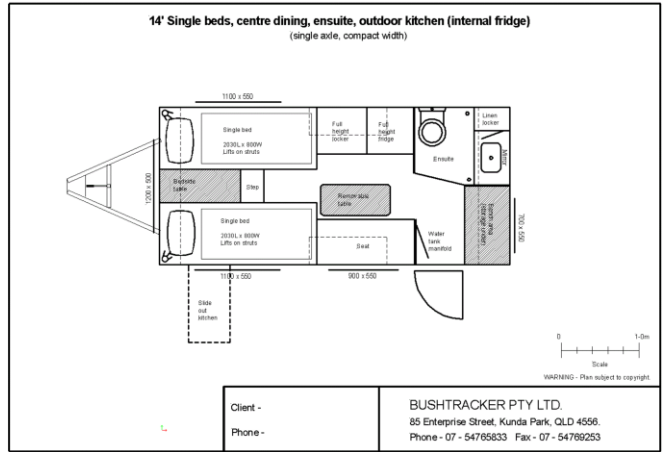 14' Single beds, centre dining, ensuite, outdoor kitchen (internal fridge)
(single axle, compact width)
1100 x 550
Single bed
2030L x 800W
Lifts on struts
Full
height
locker
Full
height
fridge
Linen
locker
Ensuite
Mirror
1200 x 500
Bedside
table
Step
Removable
table
Single bed
2030L x 800W
Lifts on struts
Seat
Water
tank
manifold
storage under
700 x 550
1100 x 550
900 x 550
Slide
out
kitchen
0
1-0m
Scale
WARNING - Plan subject to copyright
Client -
Phone -
BUSHTRACKER PTY LTD.
85 Enterprise Street, Kunda Park, QLD 4556.
Phone - 07 - 54765833 Fax - 07 - 54769253